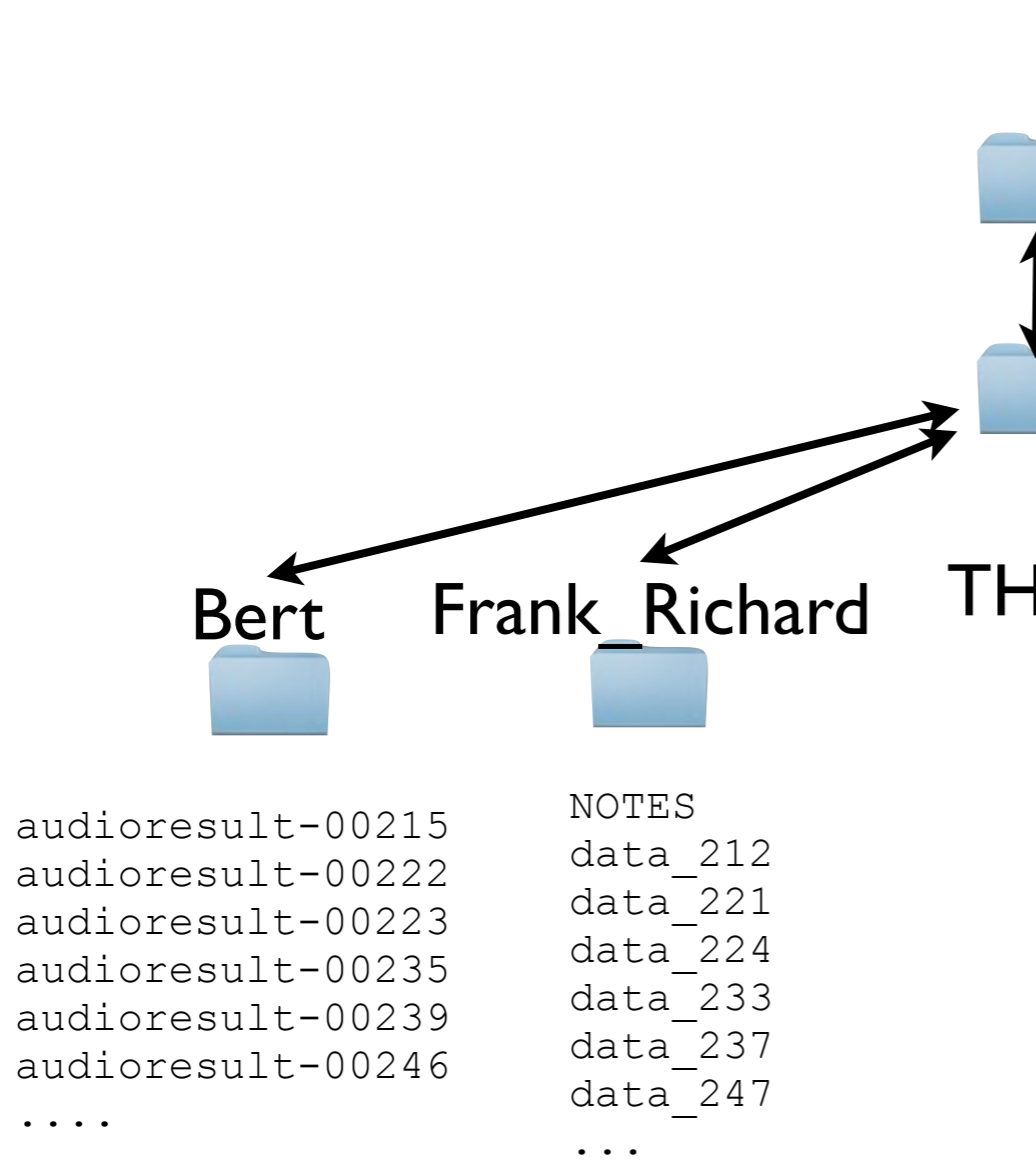 Bert
Frank_Richard
TH
audioresult-00215
audioresult-00222
audioresult-00223
audioresult-00235
audioresult-00239
audioresult-00246
....
NOTES
data_212
data_221
data_224
data_233
data_237
data_247
...